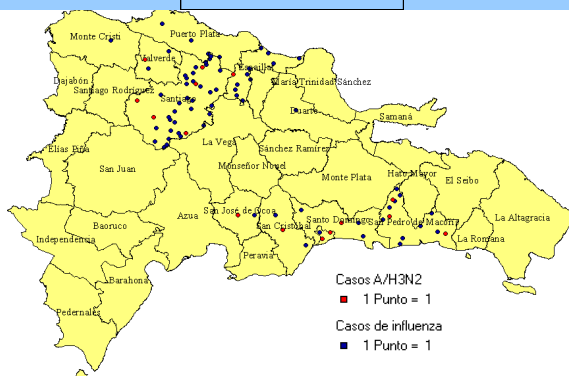 Monte Cristi
Puerto Plata
Valverde
Espaillat
Dajabón
Santiago Rodríguez
Santiago
María Trinidad Sánchez
Duarte
Samaná
Elías Piña
San Juan
La Vega
Sánchez Ramírez
Monseñor Nouel
Monte Plata
Hato Mayor
El Seibo
La Altagracia
Azua
San José de Ocoa
San Cristóbal
Santo Domingo
San Pedro de Macorís
La Romana
Baoruco
Independencia
Peravia
Barahona
Pedernales
Casos A/H3N2
1 Punto = 1
Casos de influenza
1 Punto = 1